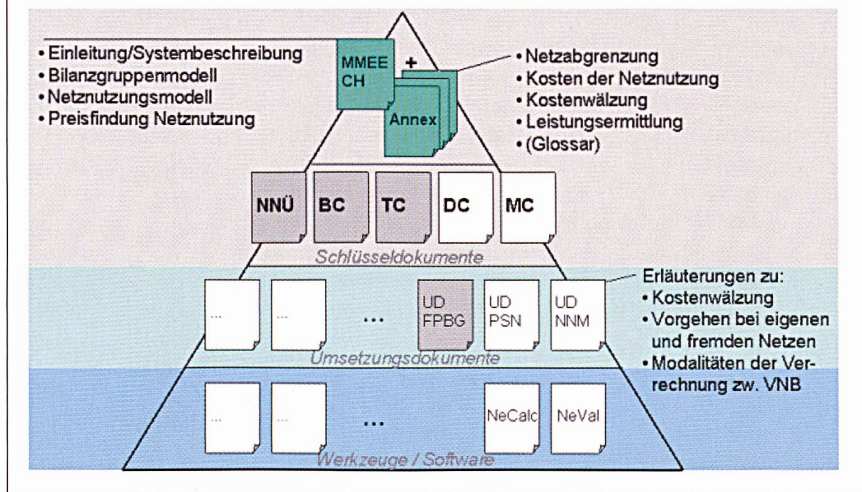 • Einleitung/Systembeschreibung
• Bilanzgruppenmodell
• Netznutzungsmodell
• Preisfindung Netznutzung
MMEE
CH
+
Annex
• Netzabgrenzung
• Kosten der Netznutzung
• Kostenwälzung
• Leistungsermittlung
• (Glossar)
NNÜ
BC
TC
DC
MC
Schlüsseldokumente
...
...
...
UD
FPBG
UD
PSN
UD
NNM
Umsetzungsdokumente
Erläuterungen zu:
• Kostenwälzung
• Vorgehen bei eigenen
und fremden Netzen
• Modalitäten der Ver-
rechnung zw. VNB
...
...
...
NeCalc
NeVal
Werkzeuge / Software